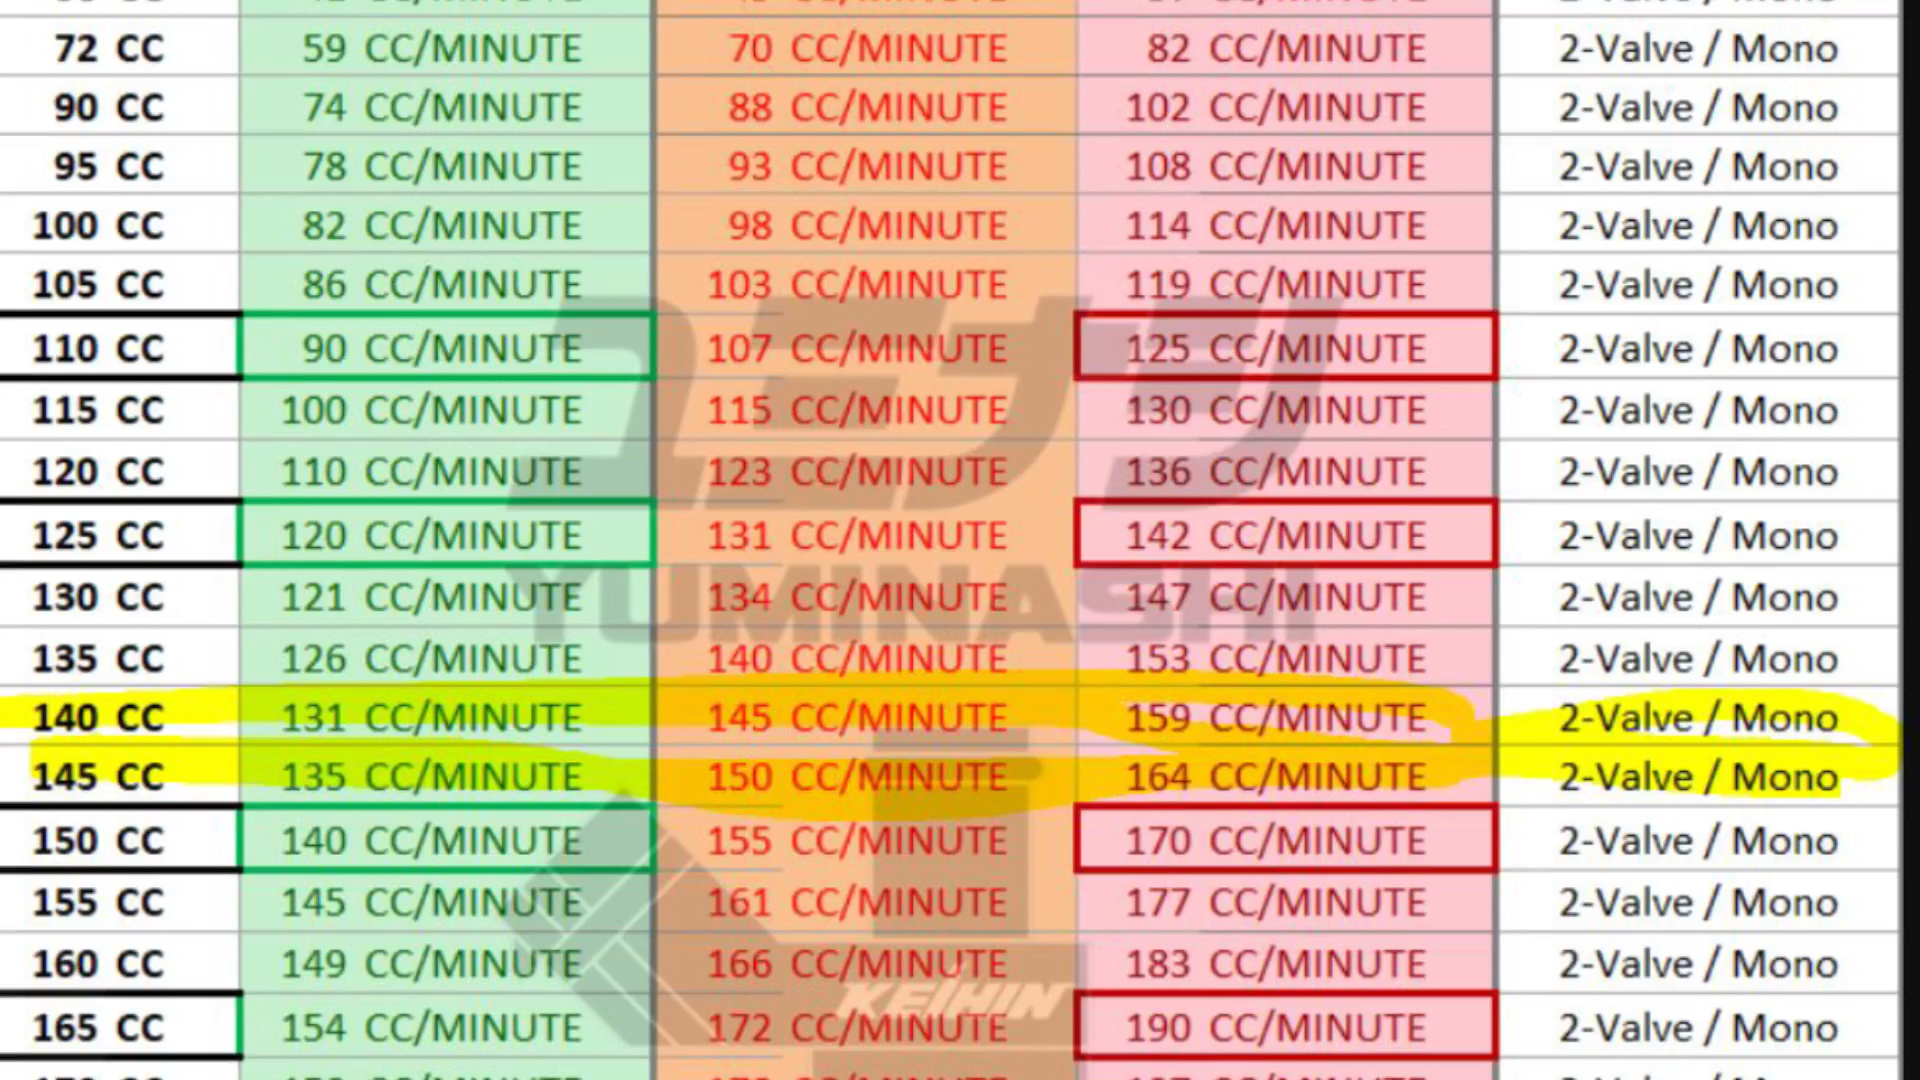 72 CC 59 CC/MINUTE 70 CC/MINUTE 82 CC/MINUTE 2-Valve / Mono
90 CC 74 CC/MINUTE 88 CC/MINUTE 102 CC/MINUTE 2-Valve / Mono
95 CC 78 CC/MINUTE 93 CC/MINUTE 108 CC/MINUTE 2-Valve / Mono
100 CC 82 CC/MINUTE 98 CC/MINUTE 114 CC/MINUTE 2-Valve / Mono
105 CC 86 CC/MINUTE 103 CC/MINUTE 119 CC/MINUTE 2-Valve / Mono
ユミナシ
110 CC 90 CC/MINUTE 107 CC/MINUTE 125 CC/MINUTE 2-Valve / Mono
115 CC 100 CC/MINUTE 115 CC/MINUTE 130 CC/MINUTE 2-Valve / Mono
120 CC 110 CC/MINUTE 123 CC/MINUTE 136 CC/MINUTE 2-Valve / Mono
125 CC 120 CC/MINUTE 131 CC/MINUTE 142 CC/MINUTE 2-Valve / Mono
YUMINASHI
130 CC 121 CC/MINUTE 134 CC/MINUTE 147 CC/MINUTE 2-Valve / Mono
135 CC 126 CC/MINUTE 140 CC/MINUTE 153 CC/MINUTE 2-Valve / Mono
140 CC 131 CC/MINUTE 145 CC/MINUTE 159 CC/MINUTE 2-Valve / Mono
145 CC 135 CC/MINUTE 150 CC/MINUTE 164 CC/MINUTE 2-Valve / Mono
150 CC 140 CC/MINUTE 155 CC/MINUTE 170 CC/MINUTE 2-Valve / Mono
155 CC 145 CC/MINUTE 161 CC/MINUTE 177 CC/MINUTE 2-Valve / Mono
160 CC 149 CC/MINUTE 166 CC/MINUTE 183 CC/MINUTE 2-Valve / Mono
KEIHIN
165 CC 154 CC/MINUTE 172 CC/MINUTE 190 CC/MINUTE 2-Valve / Mono